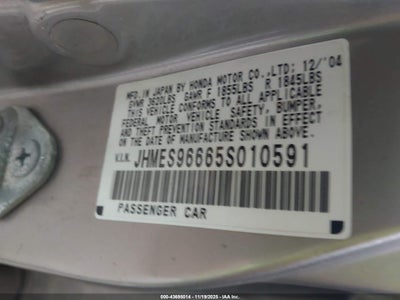 MFD. IN JAPAN BY HONDA MOTOR CO.,LTD; 12/'04
GVWR 3620LBS GAWR F 1855LBS R 1845LBS
THIS VEHICLE CONFORMS TO ALL APPLICABLE
FEDERAL MOTOR VEHICLE SAFETY, BUMPER,
AND THEFT PREVENTION STANDARDS IN EFFECT
ON THE DATE OF MANUFACTURE SHOWN ABOVE.
V.I.N. JHMES96665S010591
PASSENGER CAR
000-43695014 - 11/19/2025 - IAA Inc.